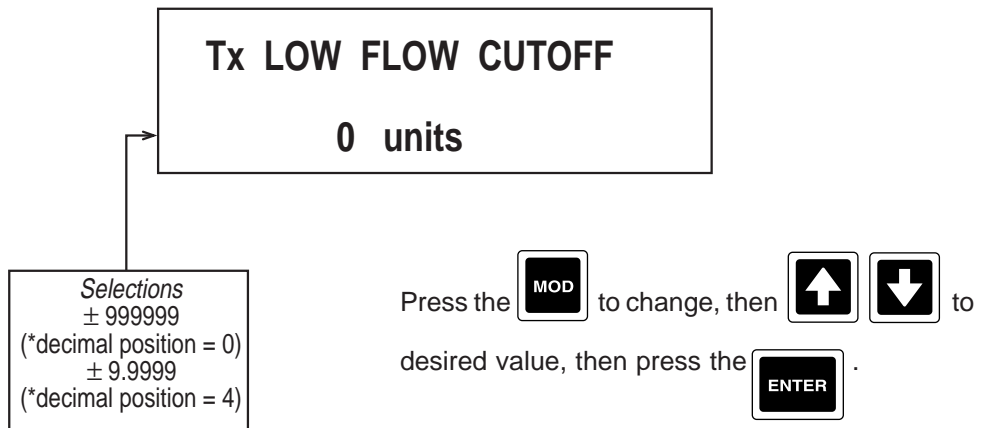 Tx LOW FLOW CUTOFF
0 units
Selections
± 999999
(*decimal position = 0)
± 9.9999
(*decimal position = 4)
Press the MOD to change, then to
desired value, then press the ENTER .